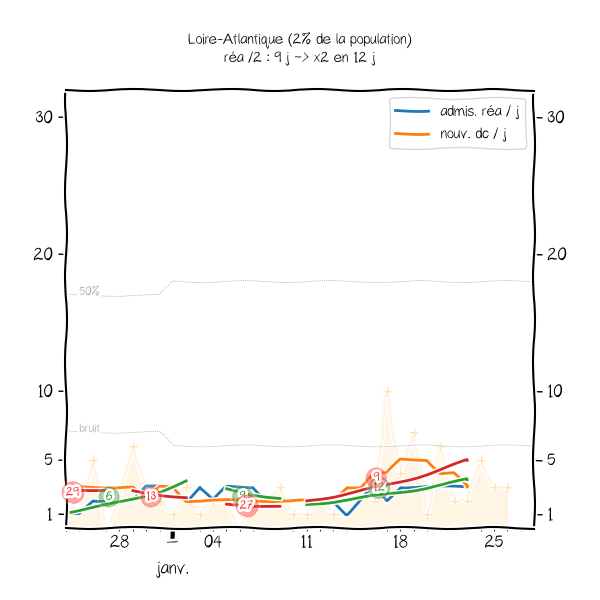 Loire-Atlantique (2% de la population)
réa /2 : 9 j -> x2 en 12 j
admis. réa / j
nouv. dc / j
30 30
20 20
50%
10 10
bruit
5 5
9
29 6 13 9 12
27
1 1
28 1 04 11 18 25
janv.